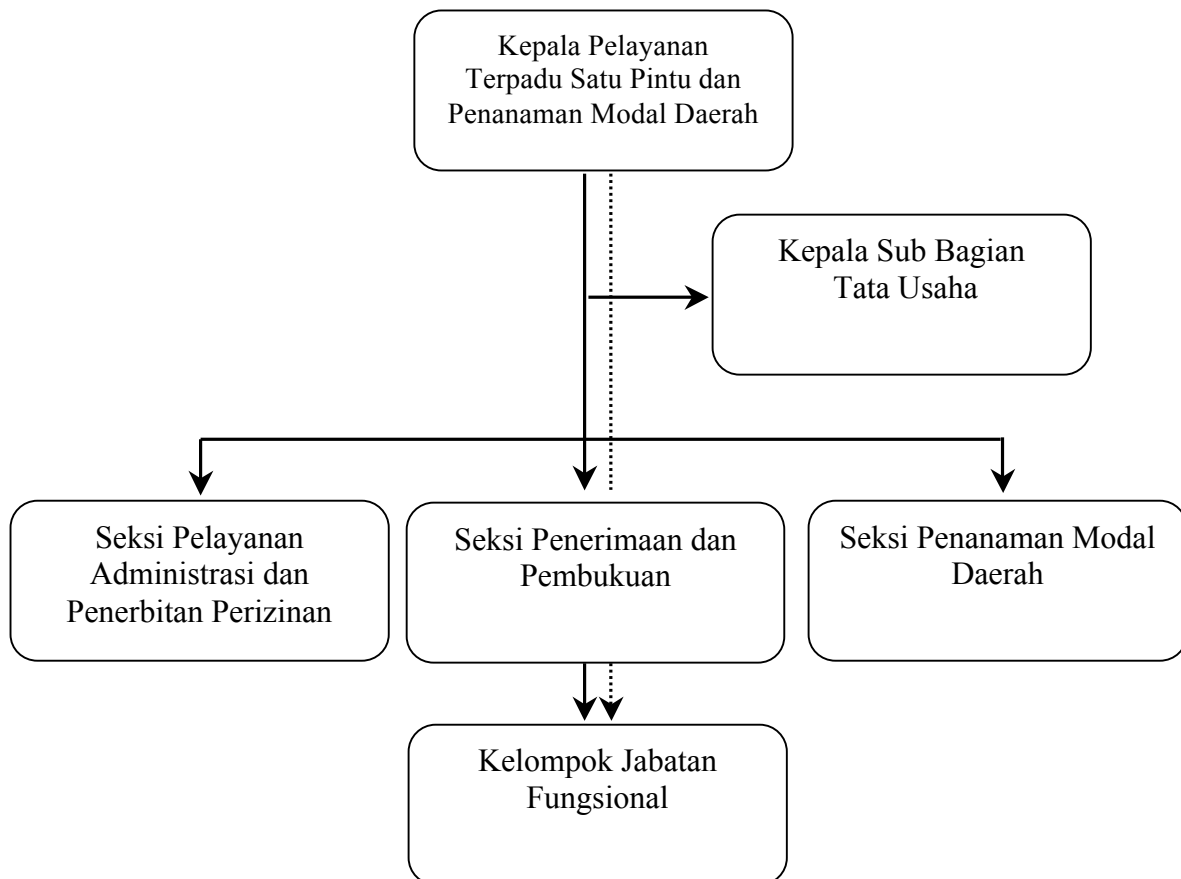 Kepala Pelayanan
Terpadu Satu Pintu dan
Penanaman Modal Daerah
Kepala Sub Bagian
Tata Usaha
Seksi Pelayanan
Administrasi dan
Penerbitan Perizinan
Seksi Penerimaan dan
Pembukuan
Seksi Penanaman Modal
Daerah
Kelompok Jabatan
Fungsional